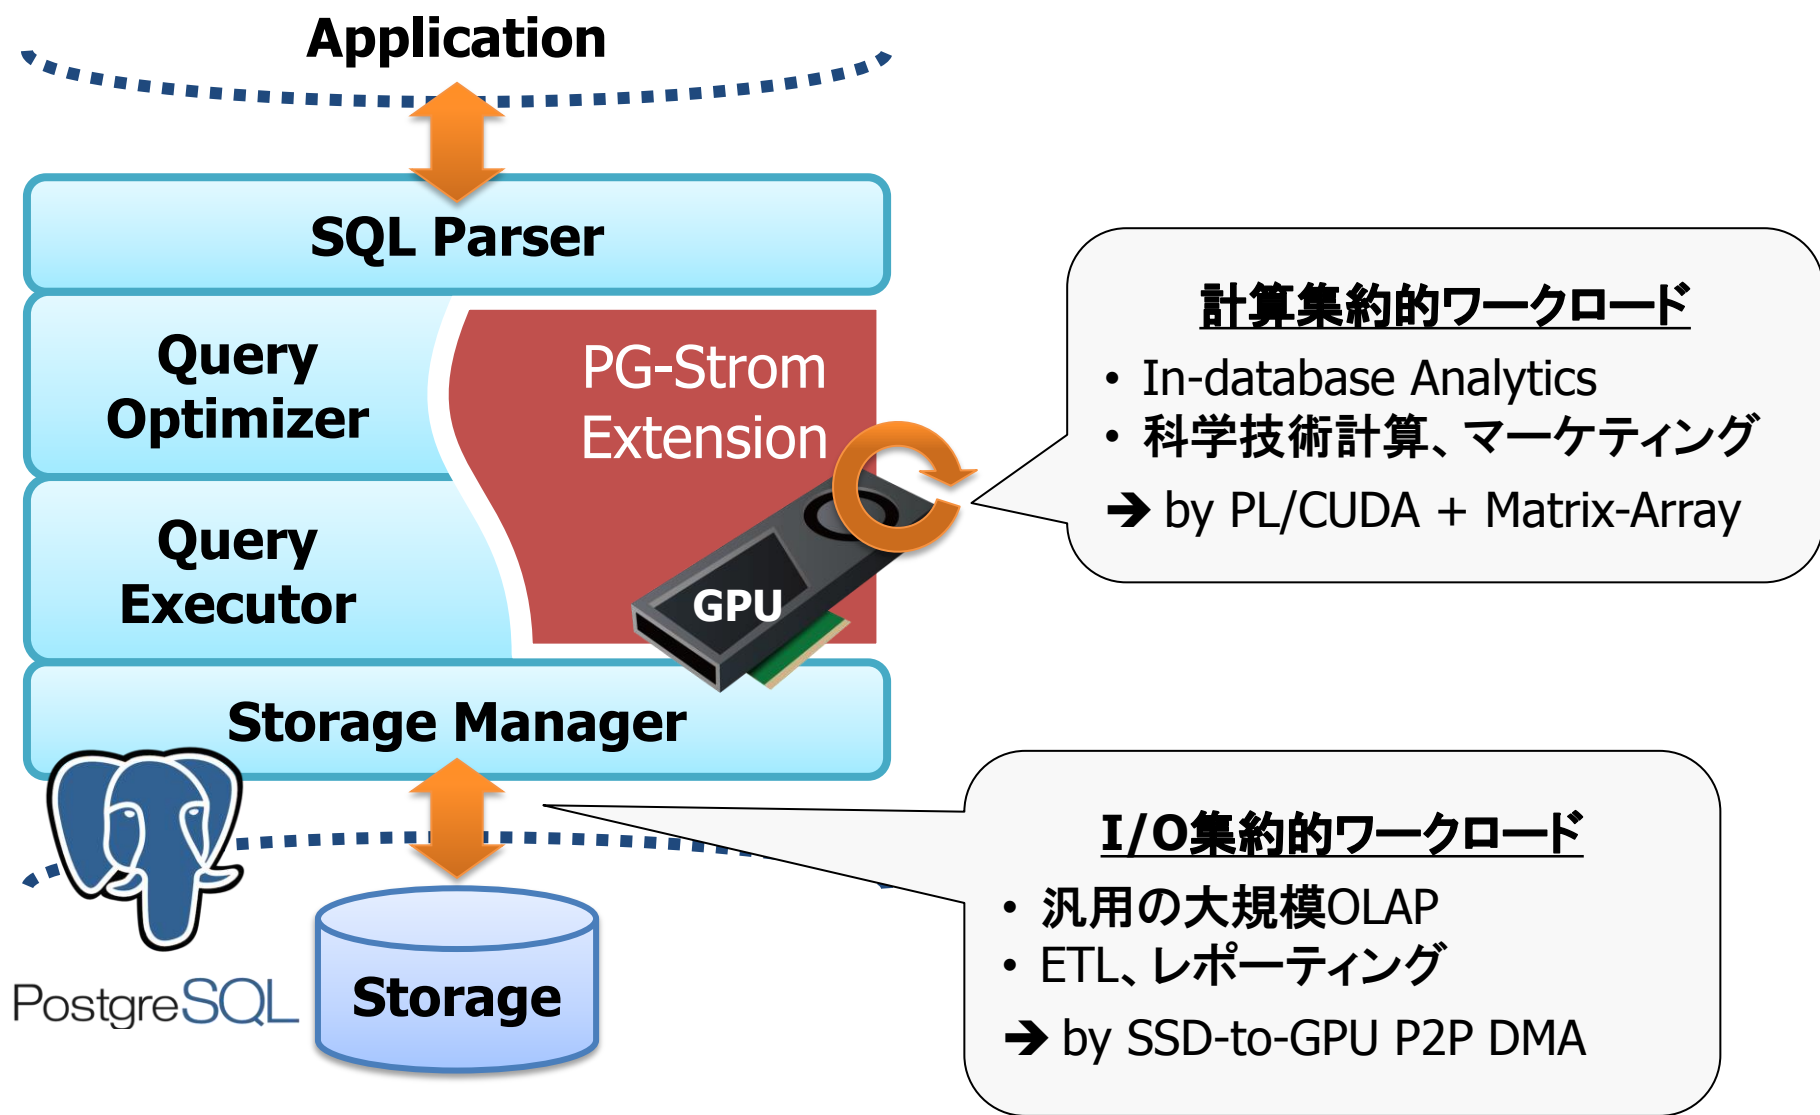 Application
SQL Parser
Query
Optimizer
PG-Strom
Extension
Query
Executor
GPU
Storage Manager
PostgreSQL
Storage
計算集約的ワークロード
• In-database Analytics
• 科学技術計算、マーケティング
➔ by PL/CUDA + Matrix-Array
I/O集約的ワークロード
• 汎用の大規模OLAP
• ETL、レポーティング
➔ by SSD-to-GPU P2P DMA